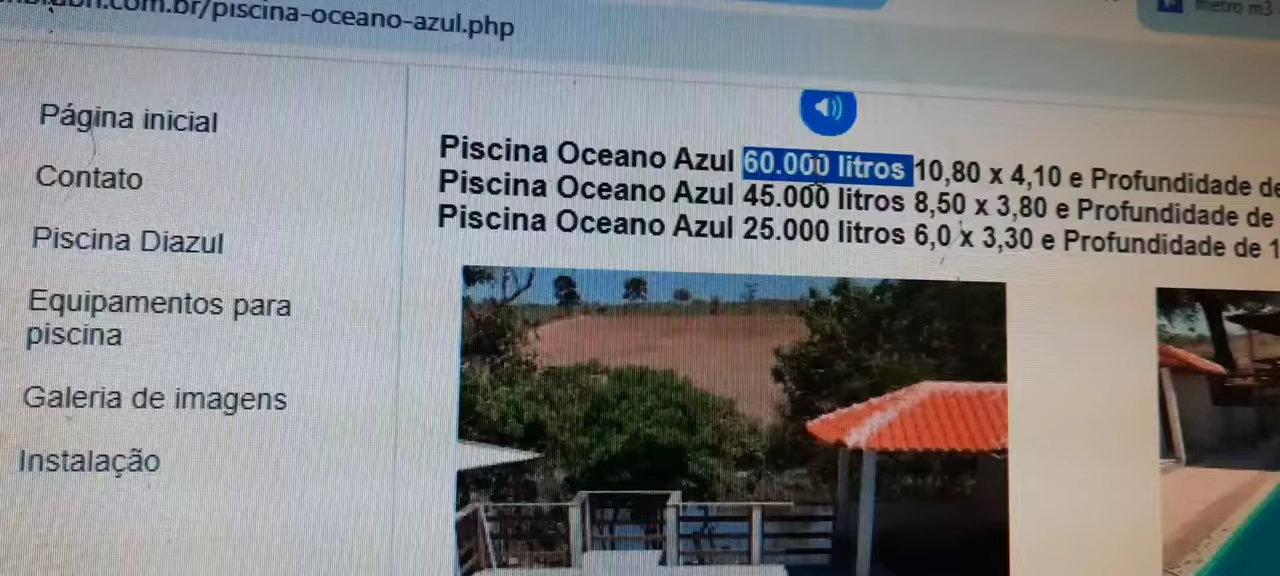 .com.br/piscina-oceano-azul.php
metro m3
Página inicial
Contato
Piscina Diazul
Equipamentos para
piscina
Galeria de imagens
Instalação
Piscina Oceano Azul 60.000 litros 10,80 x 4,10 e Profundidade de
Piscina Oceano Azul 45.000 litros 8,50 x 3,80 e Profundidade de
Piscina Oceano Azul 25.000 litros 6,0 x 3,30 e Profundidade de 1